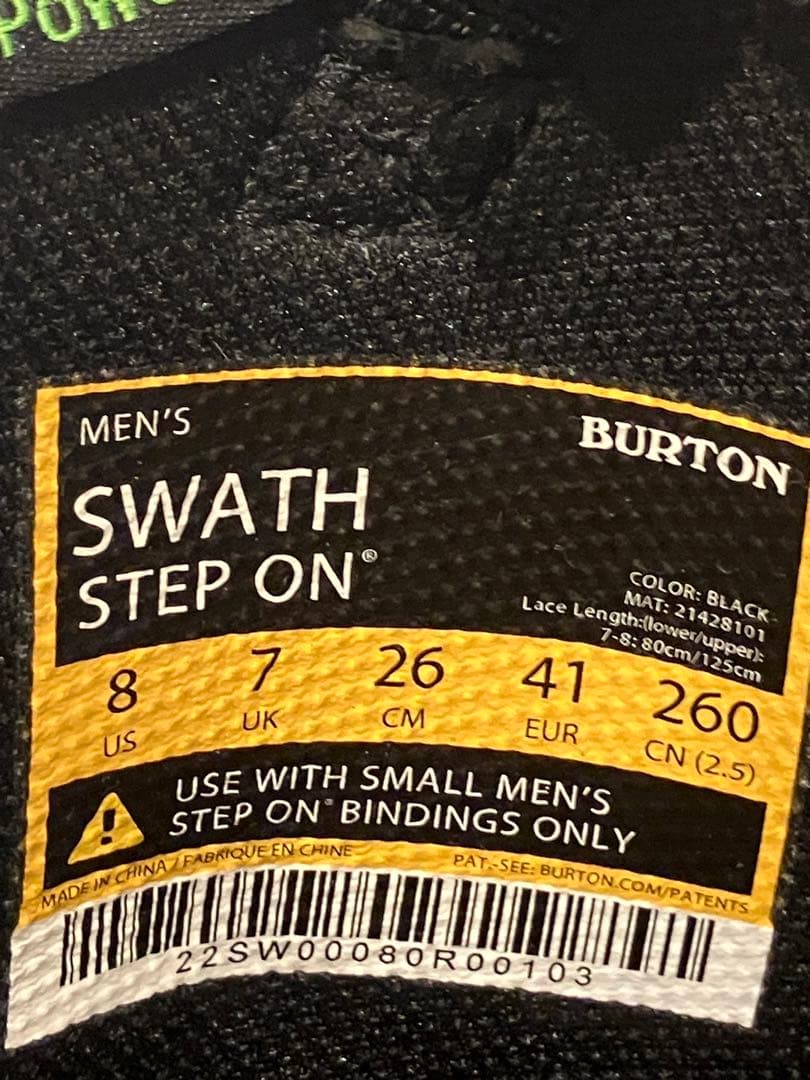 MEN'S
BURTON
SWATH
STEP ON®
COLOR: BLACK
MAT: 21428101
Lace Length:(lower/upper):
7-8: 80cm/125cm
8 7 26 41 260
US UK CM EUR CN (2.5)
USE WITH SMALL MEN'S
STEP ON® BINDINGS ONLY
MADE IN CHINA / FABRIQUE EN CHINE
PAT.-SEE: BURTON.COM/PATENTS
22SW00080R00103